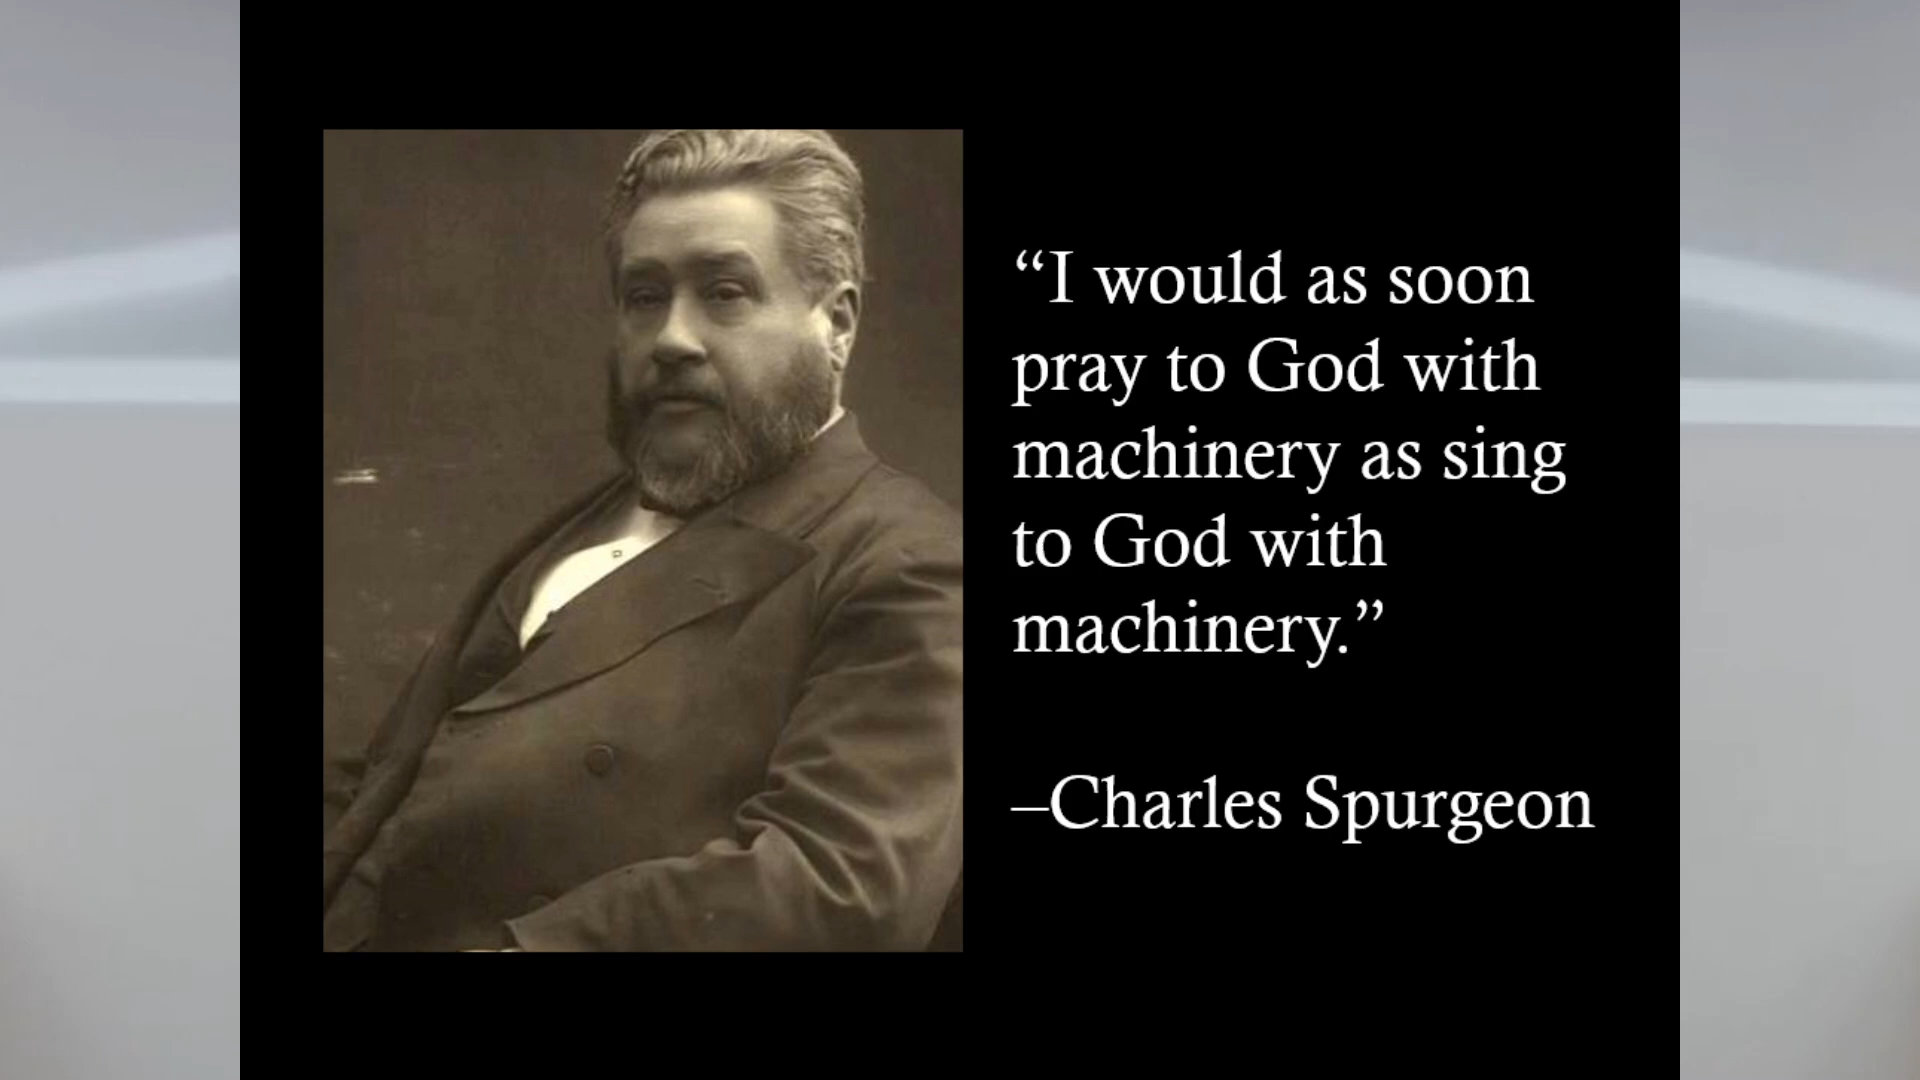 “I would as soon
pray to God with
machinery as sing
to God with
machinery.”
–Charles Spurgeon